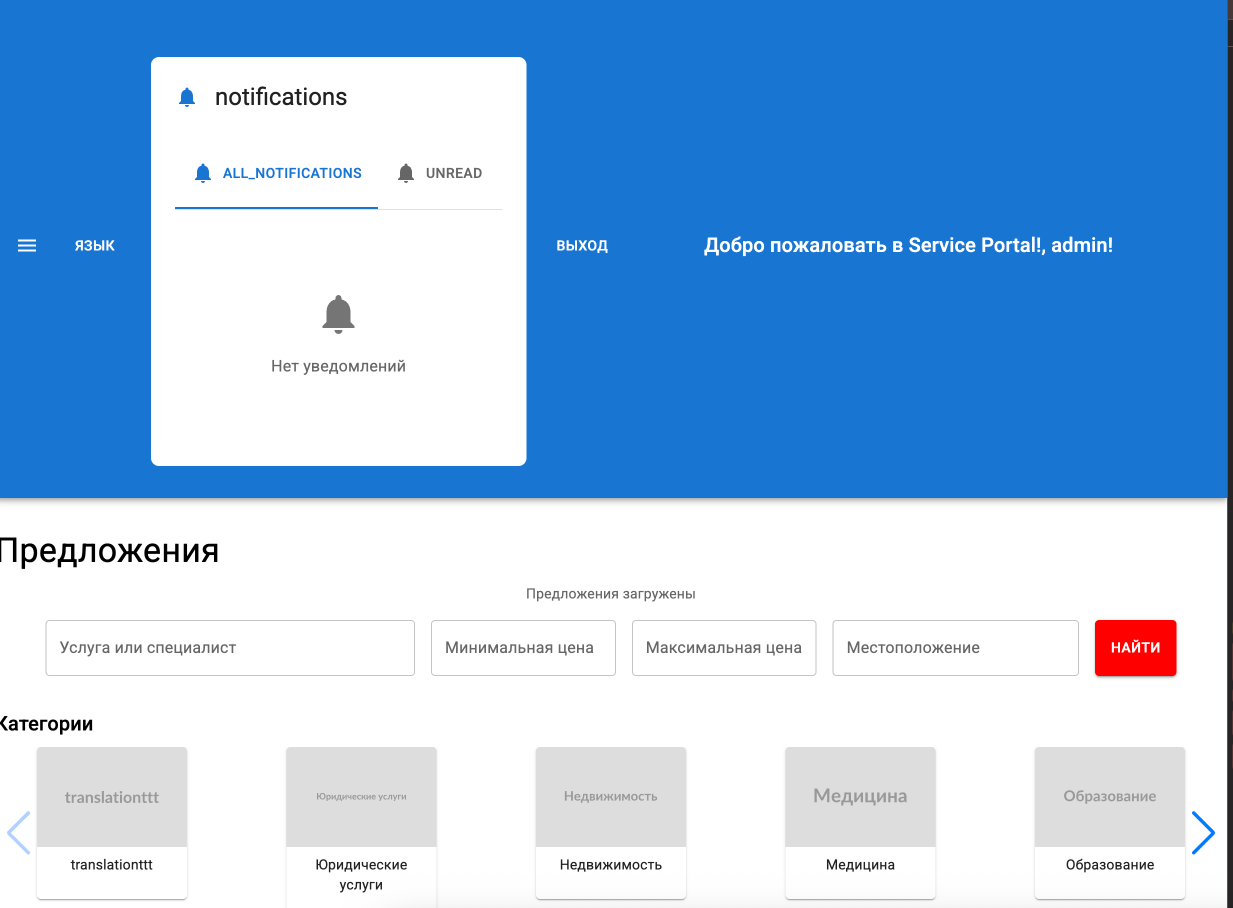 notifications
ALL_NOTIFICATIONS UNREAD
ЯЗЫК
ВЫХОД
Добро пожаловать в Service Portal!, admin!
Нет уведомлений
Предложения
Предложения загружены
Услуга или специалист
Минимальная цена
Максимальная цена
Местоположение
НАЙТИ
Категории
translationttt
Юридические услуги
Недвижимость
Медицина
Образование
translationttt
Юридические
услуги
Недвижимость
Медицина
Образование